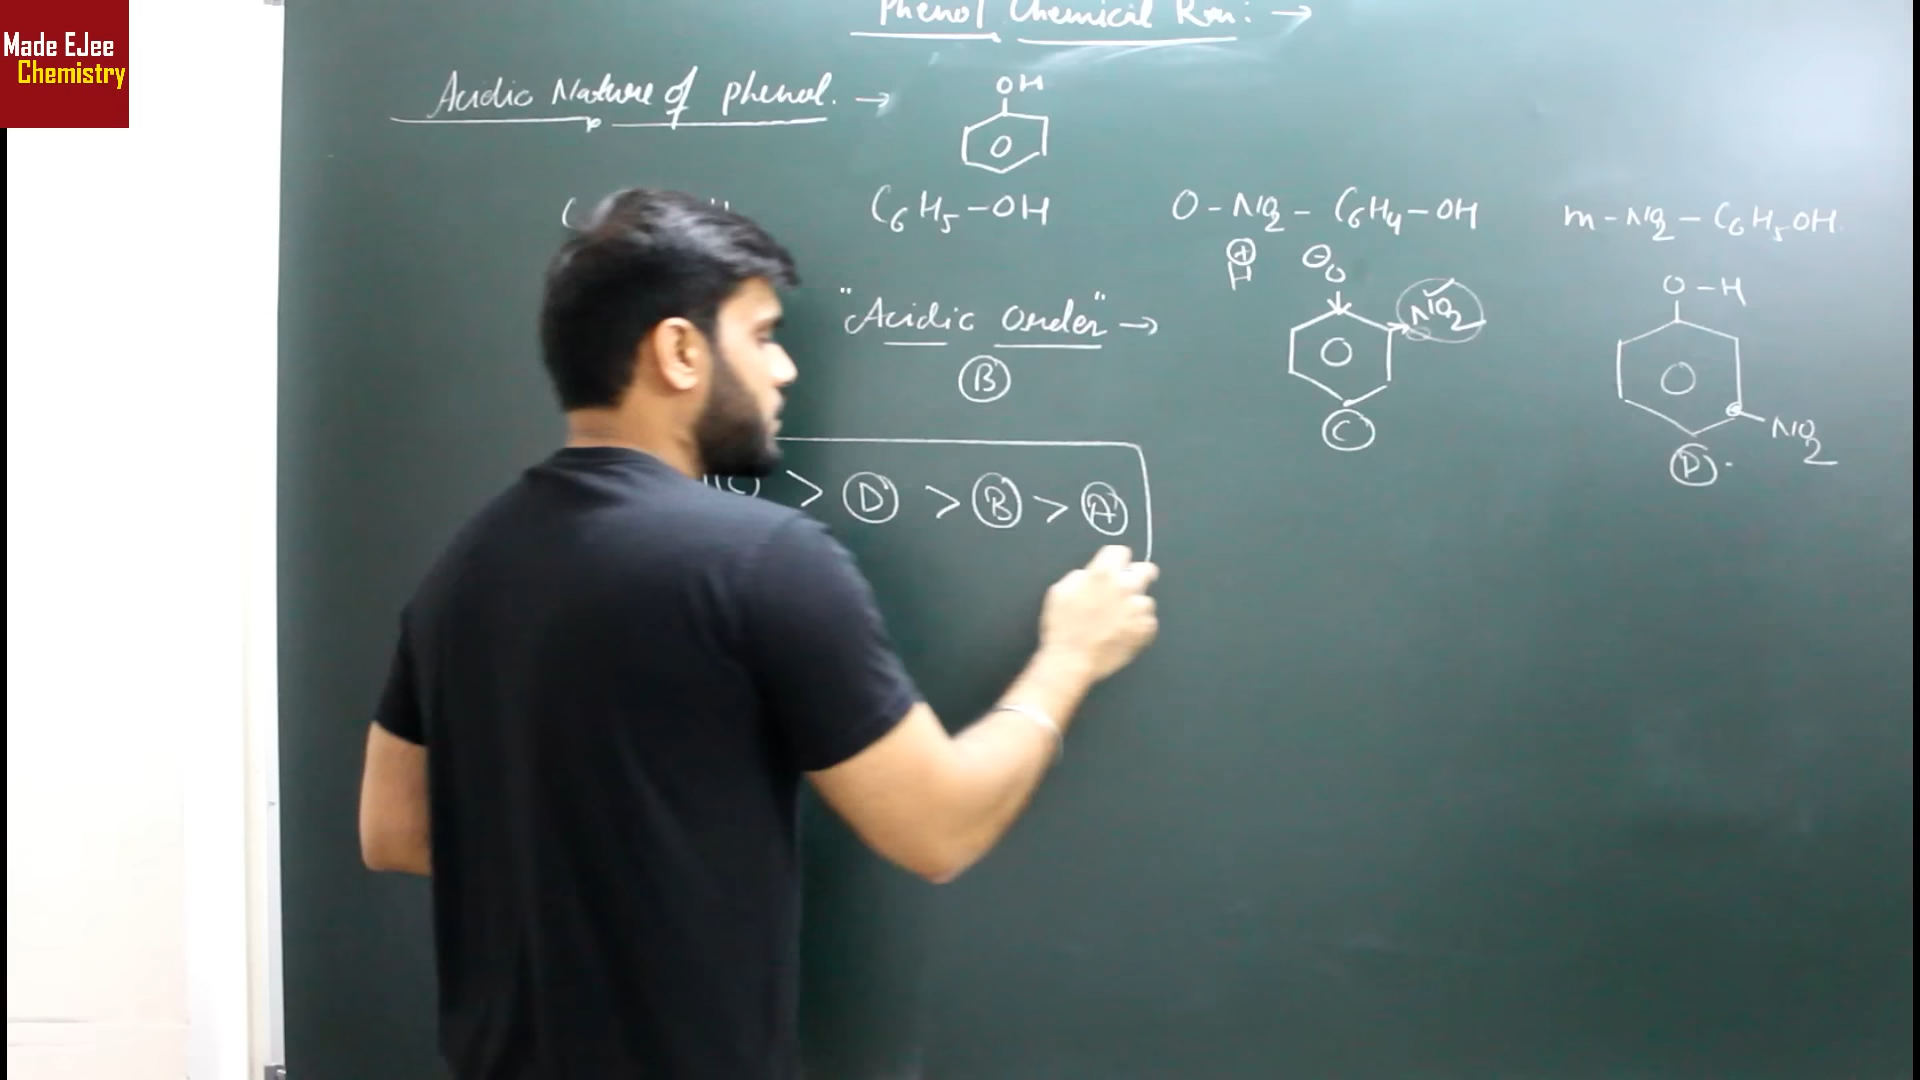 Made EJee
Chemistry
Phenol Chemical Rxn: →
Acidic Nature of phenol. →
OH
C6H5-OH
O-NO2-C6H4-OH
m-NO2-C6H5OH
"Acidic order" →
B
⊕
H
⊖O
NO2
C
O-H
NO2
D
(C) > D > B > A